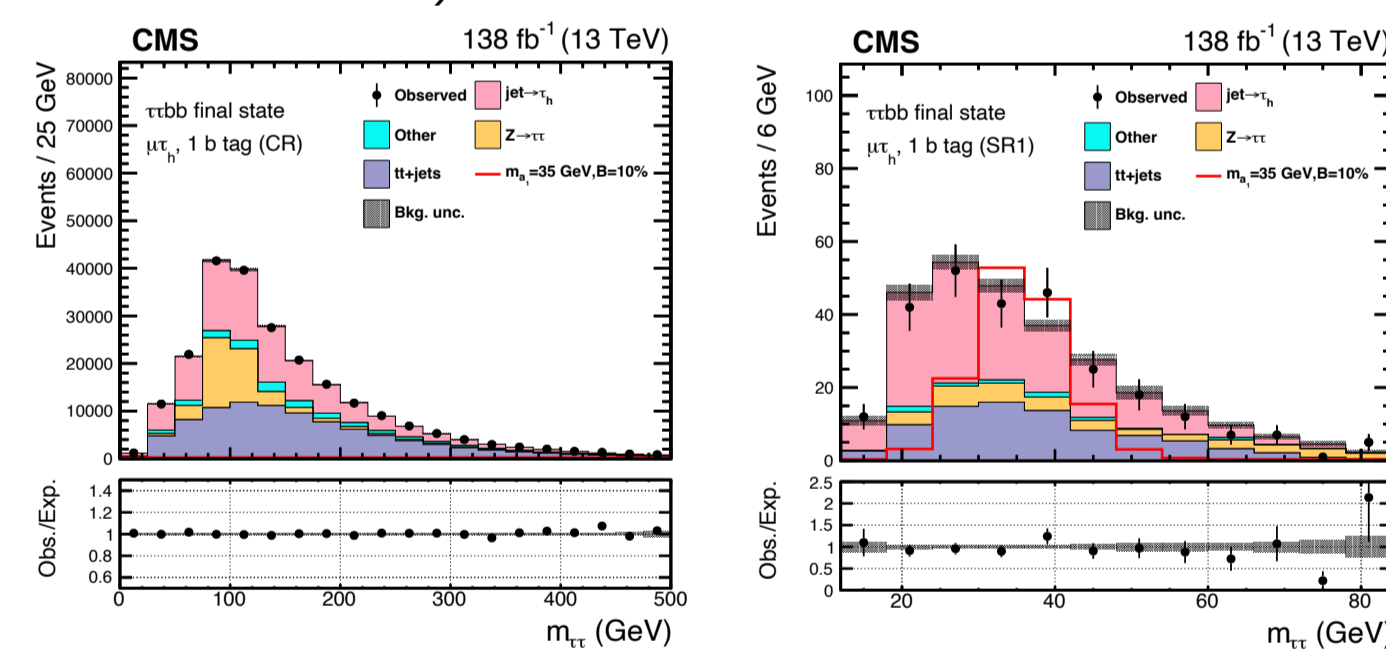 CMS 138 fb⁻¹ (13 TeV)
Events / 25 GeV
80000
70000
60000
50000
40000
30000
20000
10000
0
ττbb final state
μτₕ, 1 b tag (CR)
Observed
jet→τₕ
Other
Z→ττ
tt+jets
mₐ₁=35 GeV,B=10%
Bkg. unc.
Obs./Exp.
1.4
1.2
1
0.8
0.6
0 100 200 300 400 500
m_ττ (GeV)
CMS 138 fb⁻¹ (13 TeV)
Events / 6 GeV
100
80
60
40
20
0
ττbb final state
μτₕ, 1 b tag (SR1)
Observed
jet→τₕ
Other
Z→ττ
tt+jets
mₐ₁=35 GeV,B=10%
Bkg. unc.
Obs./Exp.
2.5
2
1.5
1
0.5
0
20 40 60 80
m_ττ (GeV)